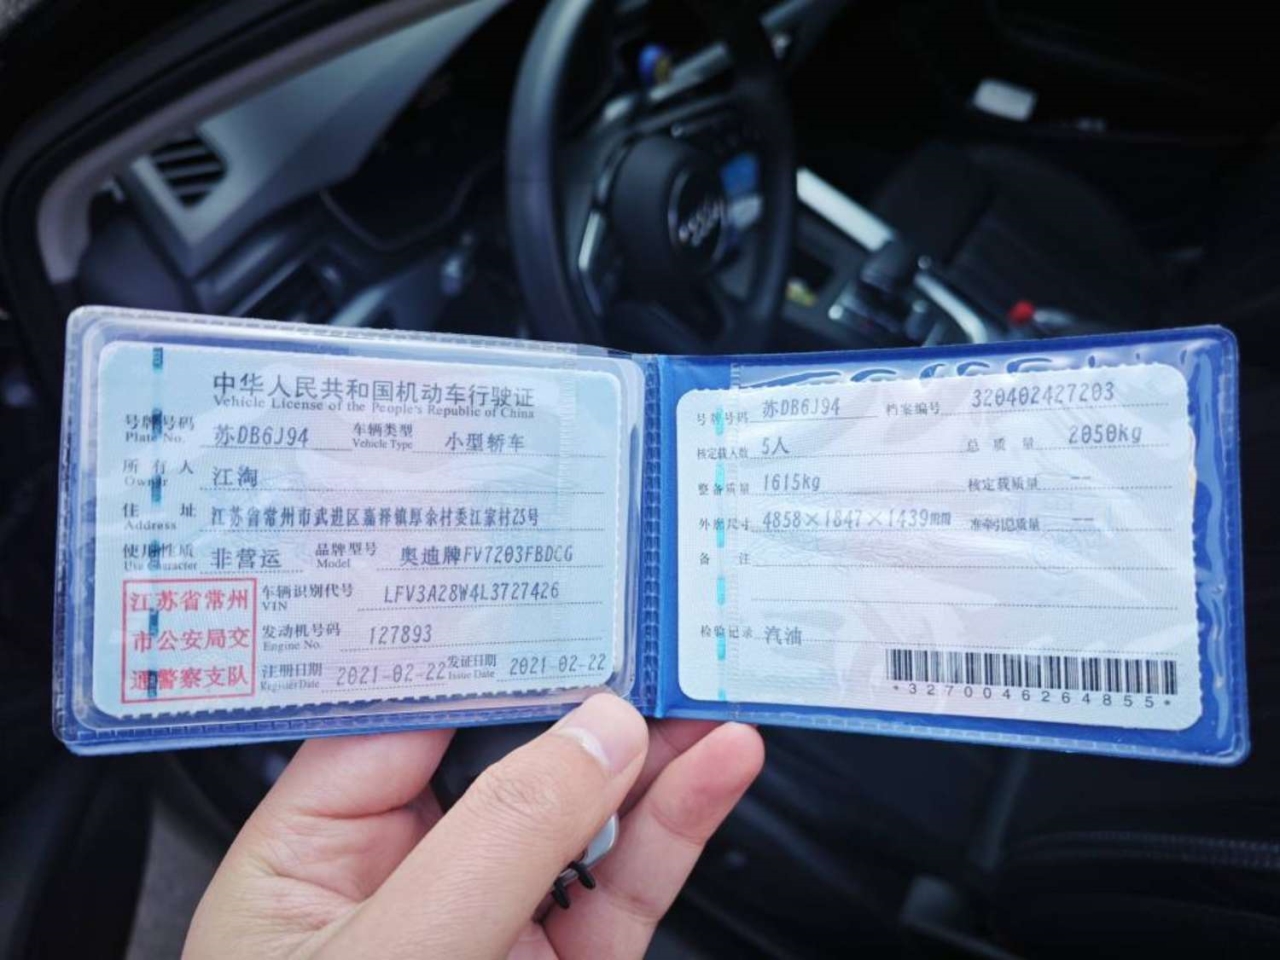 中华人民共和国机动车行驶证
Vehicle License of the People's Republic of China
号牌号码 苏DB6J94 车辆类型 小型轿车
Plate No. Vehicle Type
所有人 江淘
Owner
住址 江苏省常州市武进区嘉泽镇厚余村委江家村25号
Address
使用性质 非营运 品牌型号 奥迪牌FV7203FBDCG
Use Character Model
江苏省常州
市公安局交
通警察支队
车辆识别代号 LFV3A28W4L3727426
VIN
发动机号码 127893
Engine No.
注册日期 2021-02-22 发证日期 2021-02-22
Register Date Issue Date
号牌号码 苏DB6J94 档案编号 320402427203
核定载人数 5人 总质量 2050kg
整备质量 1615kg 核定载质量 --
外廓尺寸 4858×1847×1439mm 准牵引总质量 --
备注
检验记录 汽油
*3270046264855*